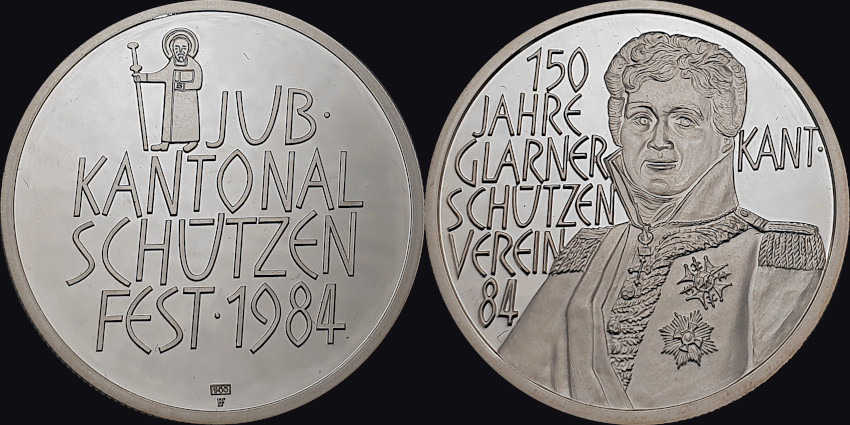 JUB·
KANTONAL
SCHÜTZEN
FEST·1984
150
JAHRE
GLARNER KANT·
SCHÜTZEN
VEREIN
84